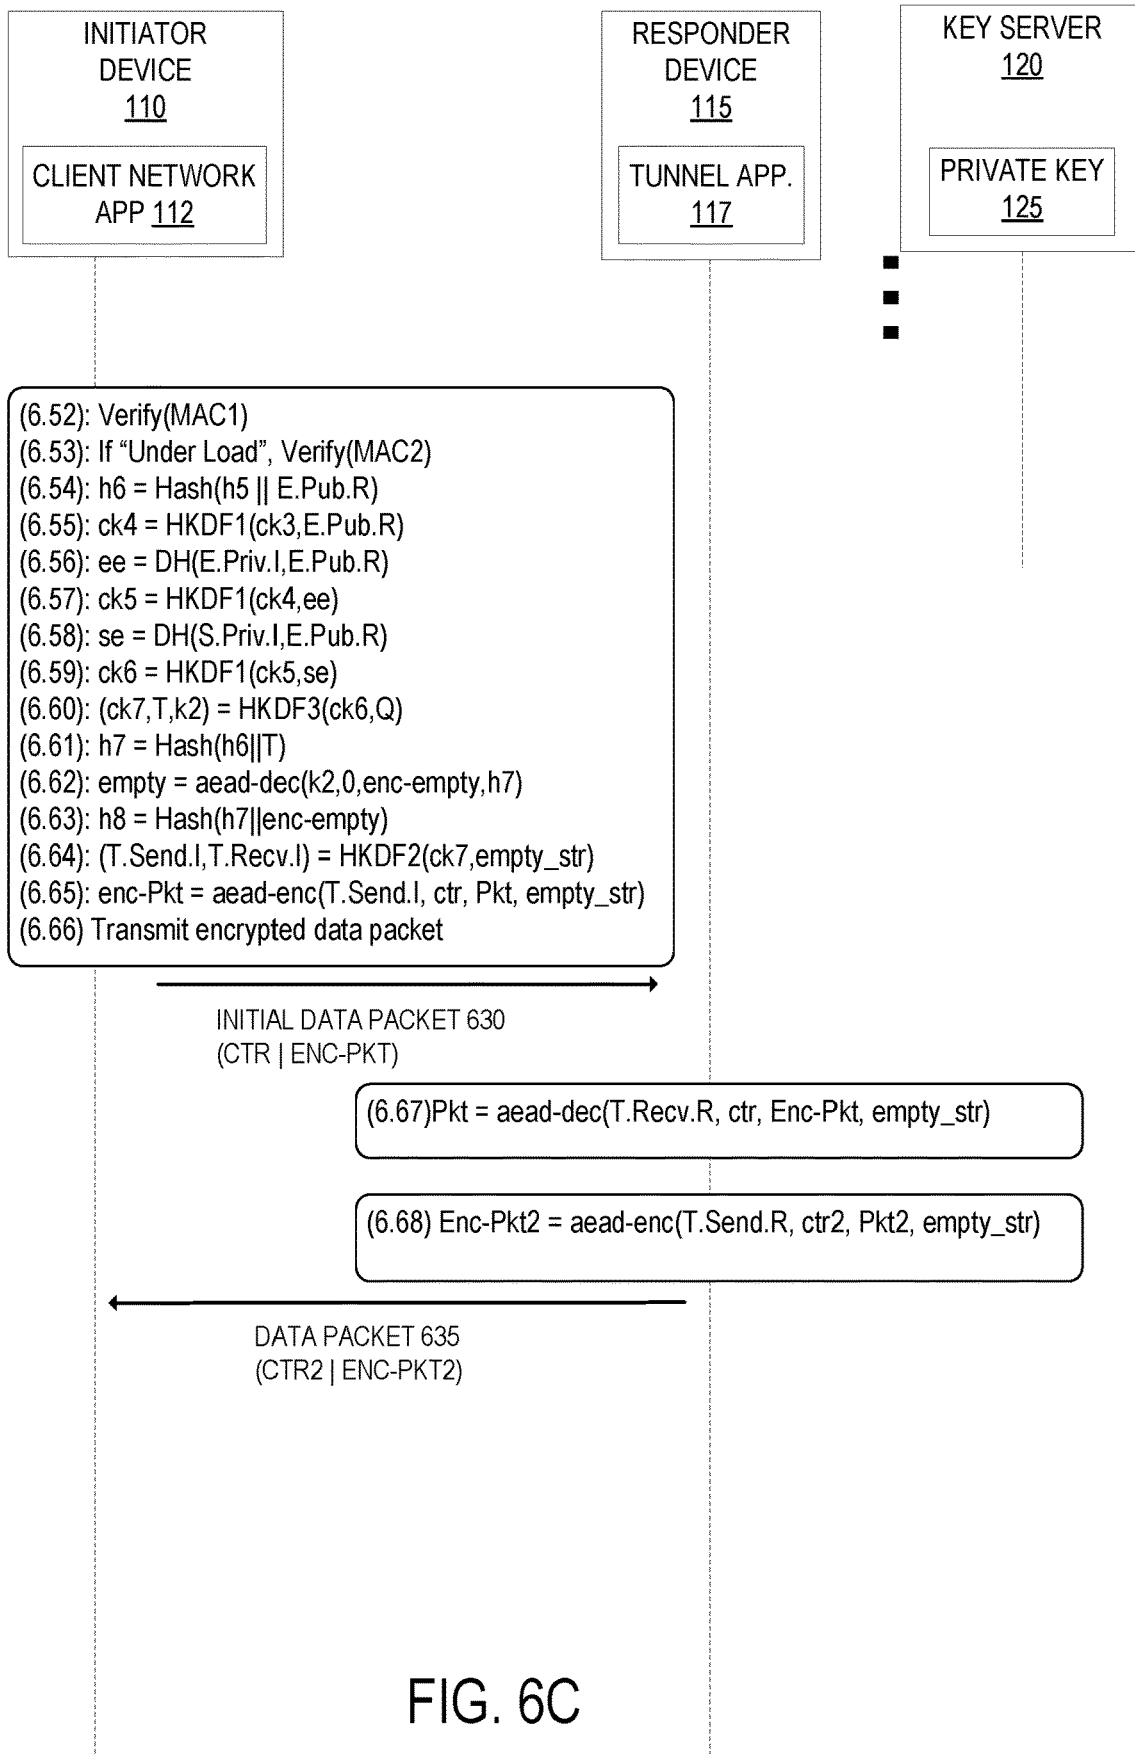 INITIATOR
DEVICE
110
CLIENT NETWORK
APP 112
RESPONDER
DEVICE
115
TUNNEL APP.
117
KEY SERVER
120
PRIVATE KEY
125
(6.52): Verify(MAC1)
(6.53): If “Under Load”, Verify(MAC2)
(6.54): h6 = Hash(h5 || E.Pub.R)
(6.55): ck4 = HKDF1(ck3,E.Pub.R)
(6.56): ee = DH(E.Priv.I,E.Pub.R)
(6.57): ck5 = HKDF1(ck4,ee)
(6.58): se = DH(S.Priv.I,E.Pub.R)
(6.59): ck6 = HKDF1(ck5,se)
(6.60): (ck7,T,k2) = HKDF3(ck6,Q)
(6.61): h7 = Hash(h6||T)
(6.62): empty = aead-dec(k2,0,enc-empty,h7)
(6.63): h8 = Hash(h7||enc-empty)
(6.64): (T.Send.I,T.Recv.I) = HKDF2(ck7,empty_str)
(6.65): enc-Pkt = aead-enc(T.Send.I, ctr, Pkt, empty_str)
(6.66) Transmit encrypted data packet
INITIAL DATA PACKET 630
(CTR | ENC-PKT)
(6.67)Pkt = aead-dec(T.Recv.R, ctr, Enc-Pkt, empty_str)
(6.68) Enc-Pkt2 = aead-enc(T.Send.R, ctr2, Pkt2, empty_str)
DATA PACKET 635
(CTR2 | ENC-PKT2)
FIG. 6C